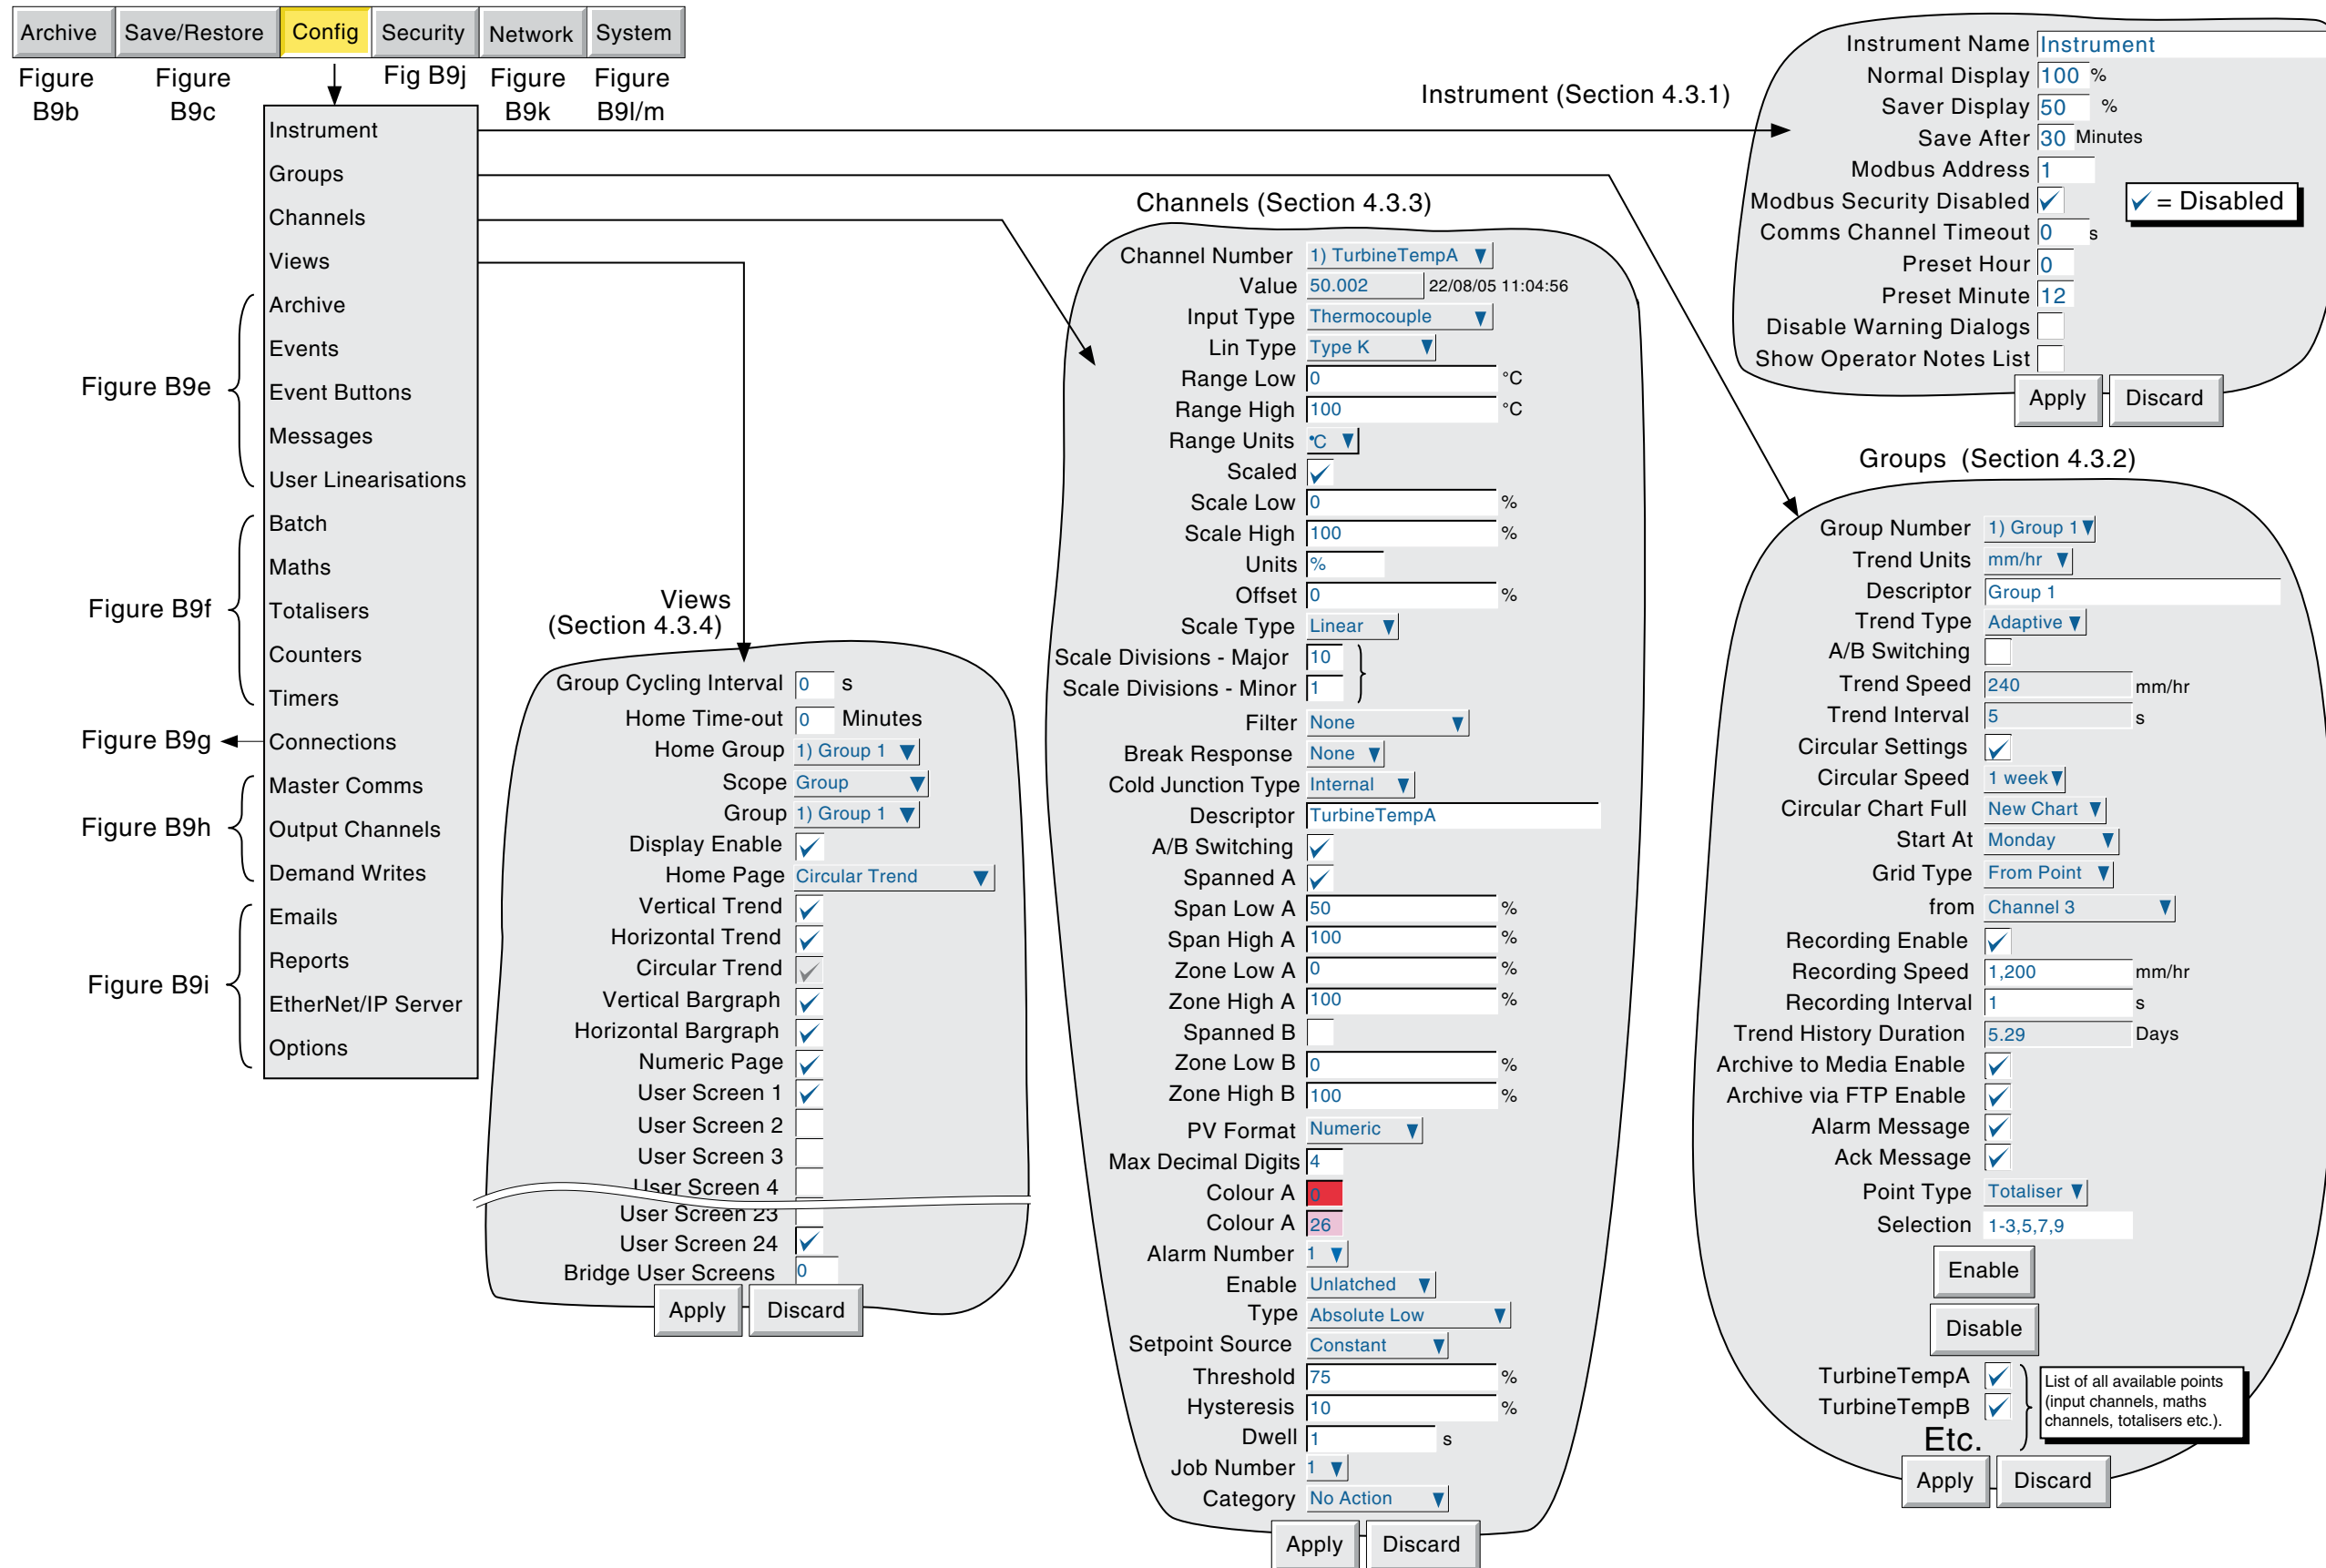 Archive Save/Restore Config Security Network System
Figure B9b
Figure B9c
Fig B9j
Figure B9k
Figure B9l/m
Instrument
Groups
Channels
Views
Archive
Events
Event Buttons
Messages
User Linearisations
Batch
Maths
Totalisers
Counters
Timers
Connections
Master Comms
Output Channels
Demand Writes
Emails
Reports
EtherNet/IP Server
Options
Figure B9e
Figure B9f
Figure B9g
Figure B9h
Figure B9i
Instrument (Section 4.3.1)
Instrument Name Instrument
Normal Display 100 %
Saver Display 50 %
Save After 30 Minutes
Modbus Address 1
Modbus Security Disabled ✓
✓ = Disabled
Comms Channel Timeout 0 s
Preset Hour 0
Preset Minute 12
Disable Warning Dialogs
Show Operator Notes List
Apply Discard
Groups (Section 4.3.2)
Group Number 1) Group 1
Trend Units mm/hr
Descriptor Group 1
Trend Type Adaptive
A/B Switching
Trend Speed 240 mm/hr
Trend Interval 5 s
Circular Settings ✓
Circular Speed 1 week
Circular Chart Full New Chart
Start At Monday
Grid Type From Point
from Channel 3
Recording Enable ✓
Recording Speed 1,200 mm/hr
Recording Interval 1 s
Trend History Duration 5.29 Days
Archive to Media Enable ✓
Archive via FTP Enable ✓
Alarm Message ✓
Ack Message ✓
Point Type Totaliser
Selection 1-3,5,7,9
Enable
Disable
TurbineTempA ✓
TurbineTempB ✓
Etc.
List of all available points
(input channels, maths
channels, totalisers etc.).
Apply Discard
Channels (Section 4.3.3)
Channel Number 1) TurbineTempA
Value 50.002 22/08/05 11:04:56
Input Type Thermocouple
Lin Type Type K
Range Low 0 °C
Range High 100 °C
Range Units °C
Scaled ✓
Scale Low 0 %
Scale High 100 %
Units %
Offset 0 %
Scale Type Linear
Scale Divisions - Major 10
Scale Divisions - Minor 1
Filter None
Break Response None
Cold Junction Type Internal
Descriptor TurbineTempA
A/B Switching ✓
Spanned A ✓
Span Low A 50 %
Span High A 100 %
Zone Low A 0 %
Zone High A 100 %
Spanned B
Zone Low B 0 %
Zone High B 100 %
PV Format Numeric
Max Decimal Digits 4
Colour A 0
Colour A 26
Alarm Number 1
Enable Unlatched
Type Absolute Low
Setpoint Source Constant
Threshold 75 %
Hysteresis 10 %
Dwell 1 s
Job Number 1
Category No Action
Apply Discard
Views
(Section 4.3.4)
Group Cycling Interval 0 s
Home Time-out 0 Minutes
Home Group 1) Group 1
Scope Group
Group 1) Group 1
Display Enable ✓
Home Page Circular Trend
Vertical Trend ✓
Horizontal Trend ✓
Circular Trend ✓
Vertical Bargraph ✓
Horizontal Bargraph ✓
Numeric Page ✓
User Screen 1 ✓
User Screen 2
User Screen 3
User Screen 4
User Screen 23
User Screen 24 ✓
Bridge User Screens 0
Apply Discard